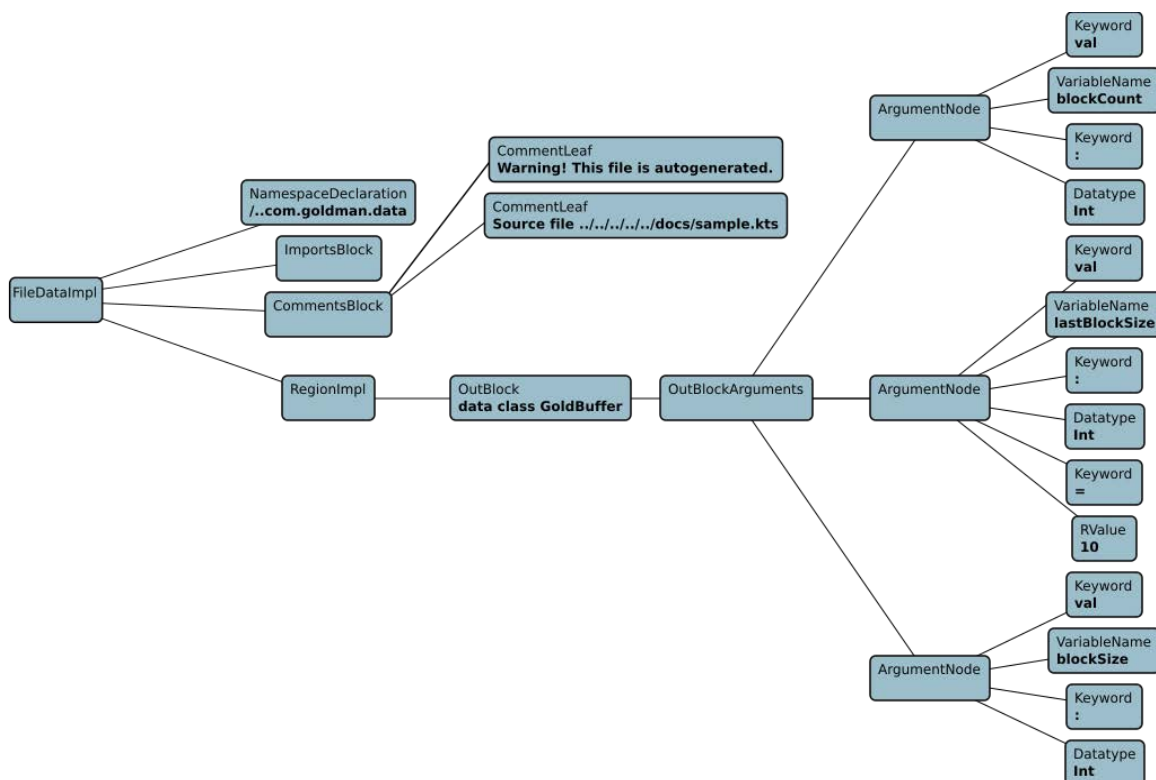 Keyword
val
VariableName
blockCount
ArgumentNode
Keyword
:
CommentLeaf
Warning! This file is autogenerated.
Datatype
Int
NamespaceDeclaration
/..com.goldman.data
CommentLeaf
Source file ../../../../../docs/sample.kts
ImportsBlock
Keyword
val
FileDataImpl
CommentsBlock
VariableName
lastBlockSize
Keyword
:
RegionImpl
OutBlock
data class GoldBuffer
OutBlockArguments
ArgumentNode
Datatype
Int
Keyword
=
RValue
10
Keyword
val
VariableName
blockSize
ArgumentNode
Keyword
:
Datatype
Int